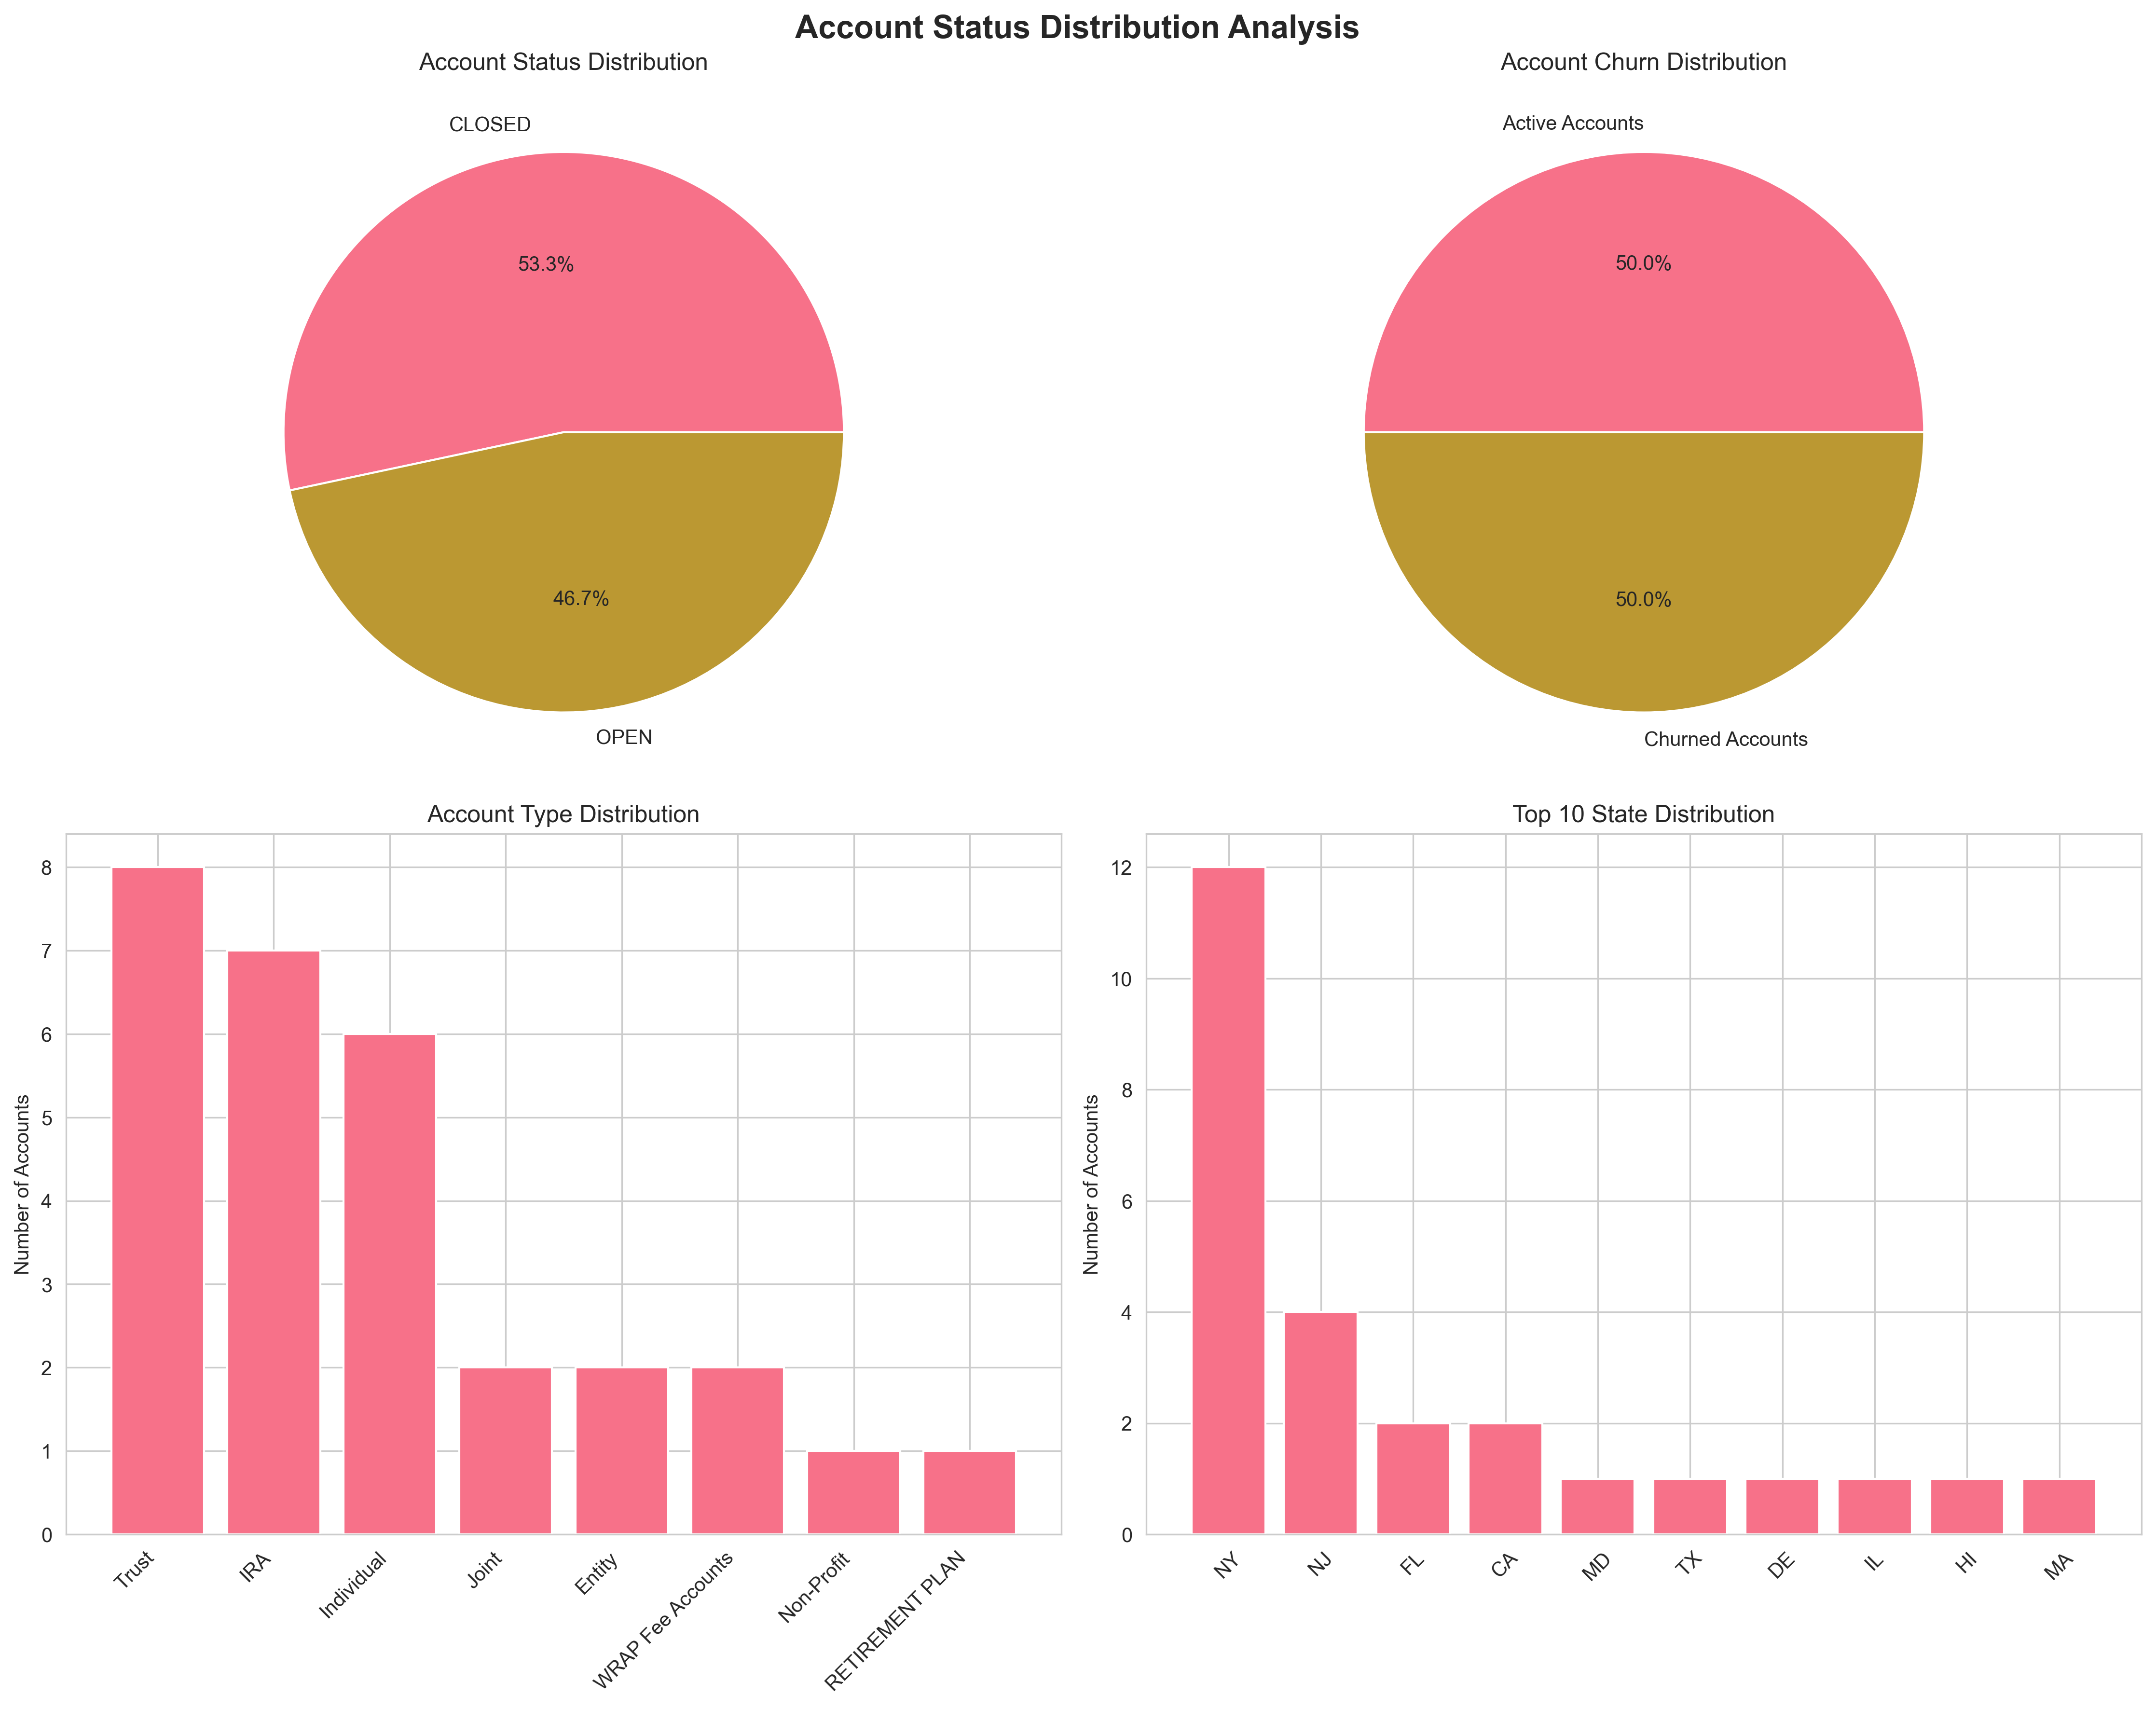 Account Status Distribution Analysis
Account Status Distribution
CLOSED
53.3%
46.7%
OPEN
Account Churn Distribution
Active Accounts
50.0%
50.0%
Churned Accounts
Account Type Distribution
Number of Accounts
8
7
6
5
4
3
2
1
0
Trust
IRA
Individual
Joint
Entity
WRAP Fee Accounts
Non-Profit
RETIREMENT PLAN
Top 10 State Distribution
Number of Accounts
12
10
8
6
4
2
0
NY
NJ
FL
CA
MD
TX
DE
IL
HI
MA